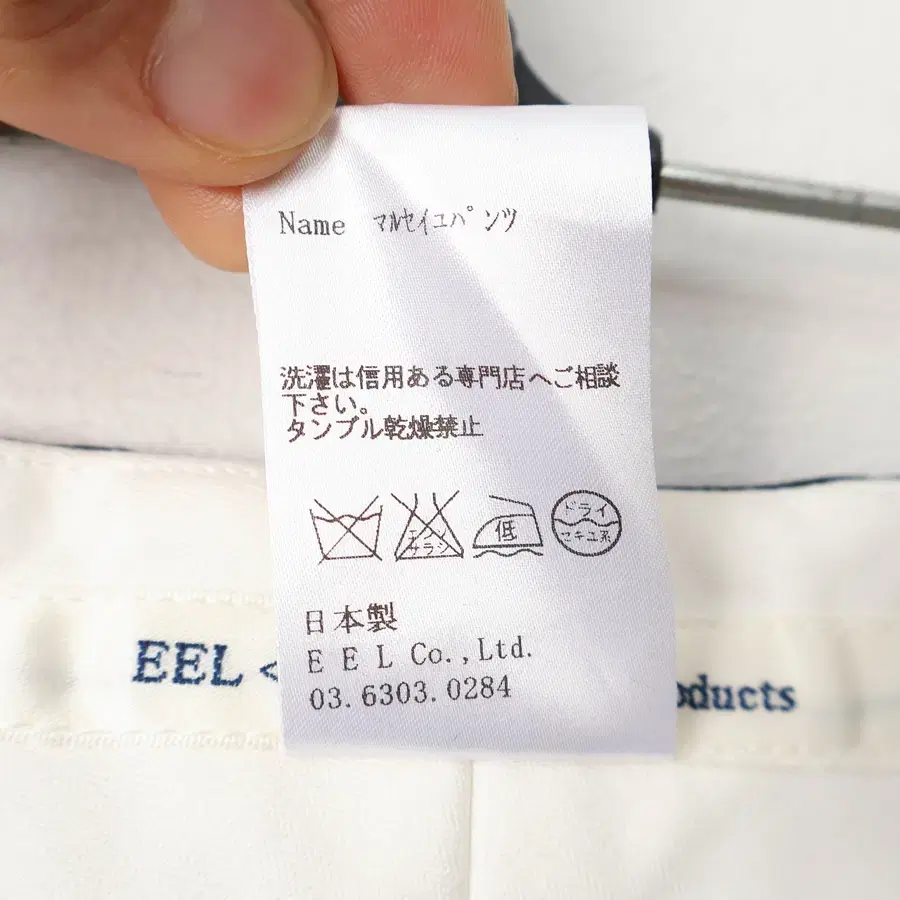 Name マルセイユパンツ
洗濯は信用ある専門店へご相談
下さい。
タンブル乾燥禁止
エンソ
サラシ
低
ドライ
セキユ系
日本製
EEL Co.,Ltd.
03.6303.0284
EEL <
oducts